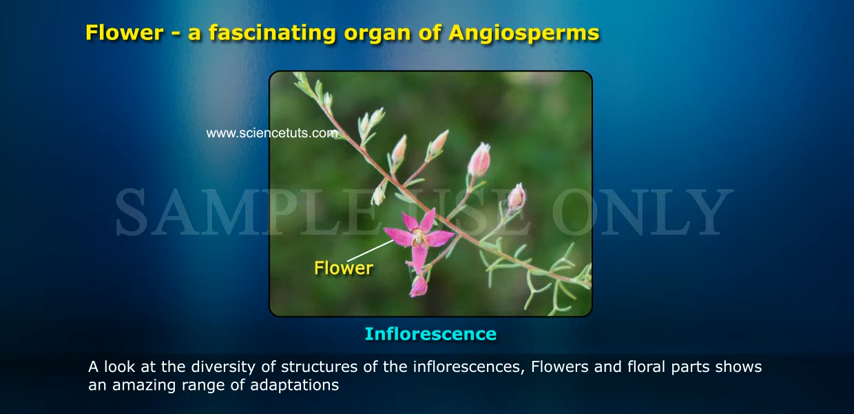 Flower - a fascinating organ of Angiosperms
www.sciencetuts.com
SAMPLE USE ONLY
Flower
Inflorescence
A look at the diversity of structures of the inflorescences, Flowers and floral parts shows
an amazing range of adaptations